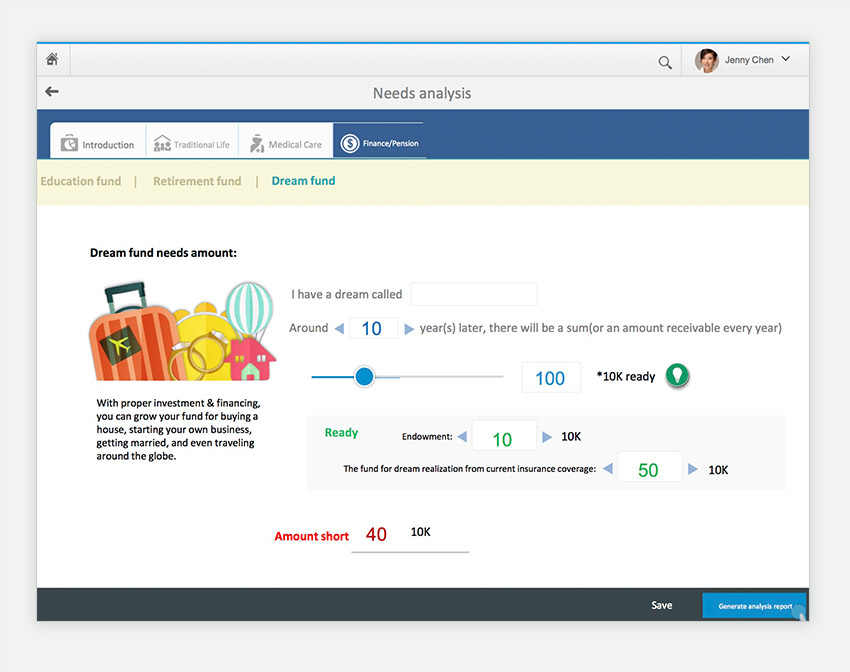 Jenny Chen
Needs analysis
Introduction
Traditional Life
Medical Care
$ Finance/Pension
Education fund | Retirement fund | Dream fund
Dream fund needs amount:
I have a dream called
Around 10 year(s) later, there will be a sum(or an amount receivable every year)
100 *10K ready
With proper investment & financing,
you can grow your fund for buying a
house, starting your own business,
getting married, and even traveling
around the globe.
Ready Endowment: 10 10K
The fund for dream realization from current insurance coverage: 50 10K
Amount short 40 10K
Save
Generate analysis report